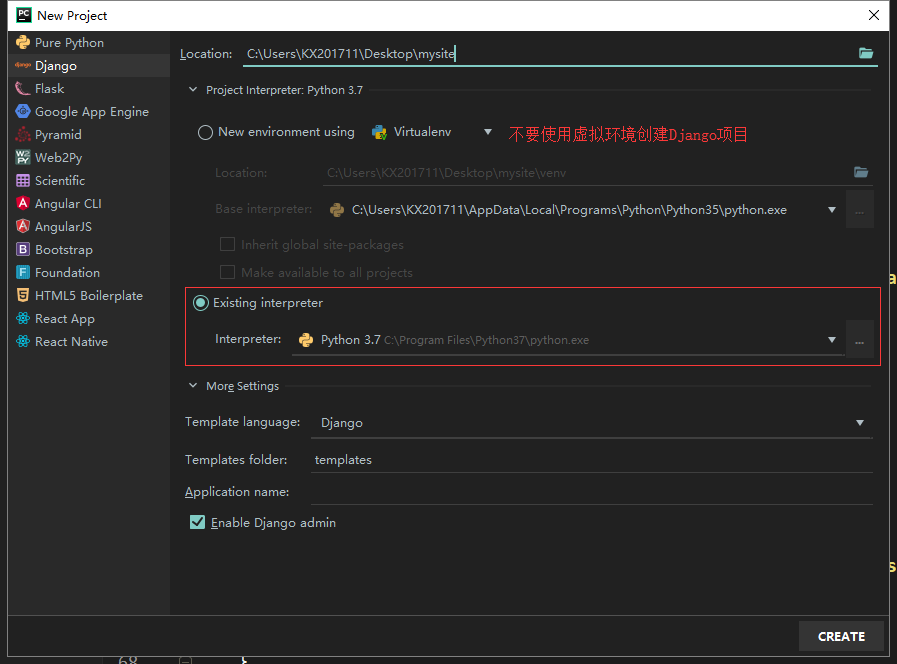 New Project
Pure Python
Django
Flask
Google App Engine
Pyramid
Web2Py
Scientific
Angular CLI
AngularJS
Bootstrap
Foundation
HTML5 Boilerplate
React App
React Native
Location: C:\Users\KX201711\Desktop\mysite
Project Interpreter: Python 3.7
New environment using Virtualenv 不要使用虚拟环境创建Django项目
Location: C:\Users\KX201711\Desktop\mysite\venv
Base interpreter: C:\Users\KX201711\AppData\Local\Programs\Python\Python35\python.exe ...
Inherit global site-packages
Make available to all projects
Existing interpreter
Interpreter: Python 3.7 C:\Program Files\Python37\python.exe ...
More Settings
Template language: Django
Templates folder: templates
Application name:
Enable Django admin
CREATE